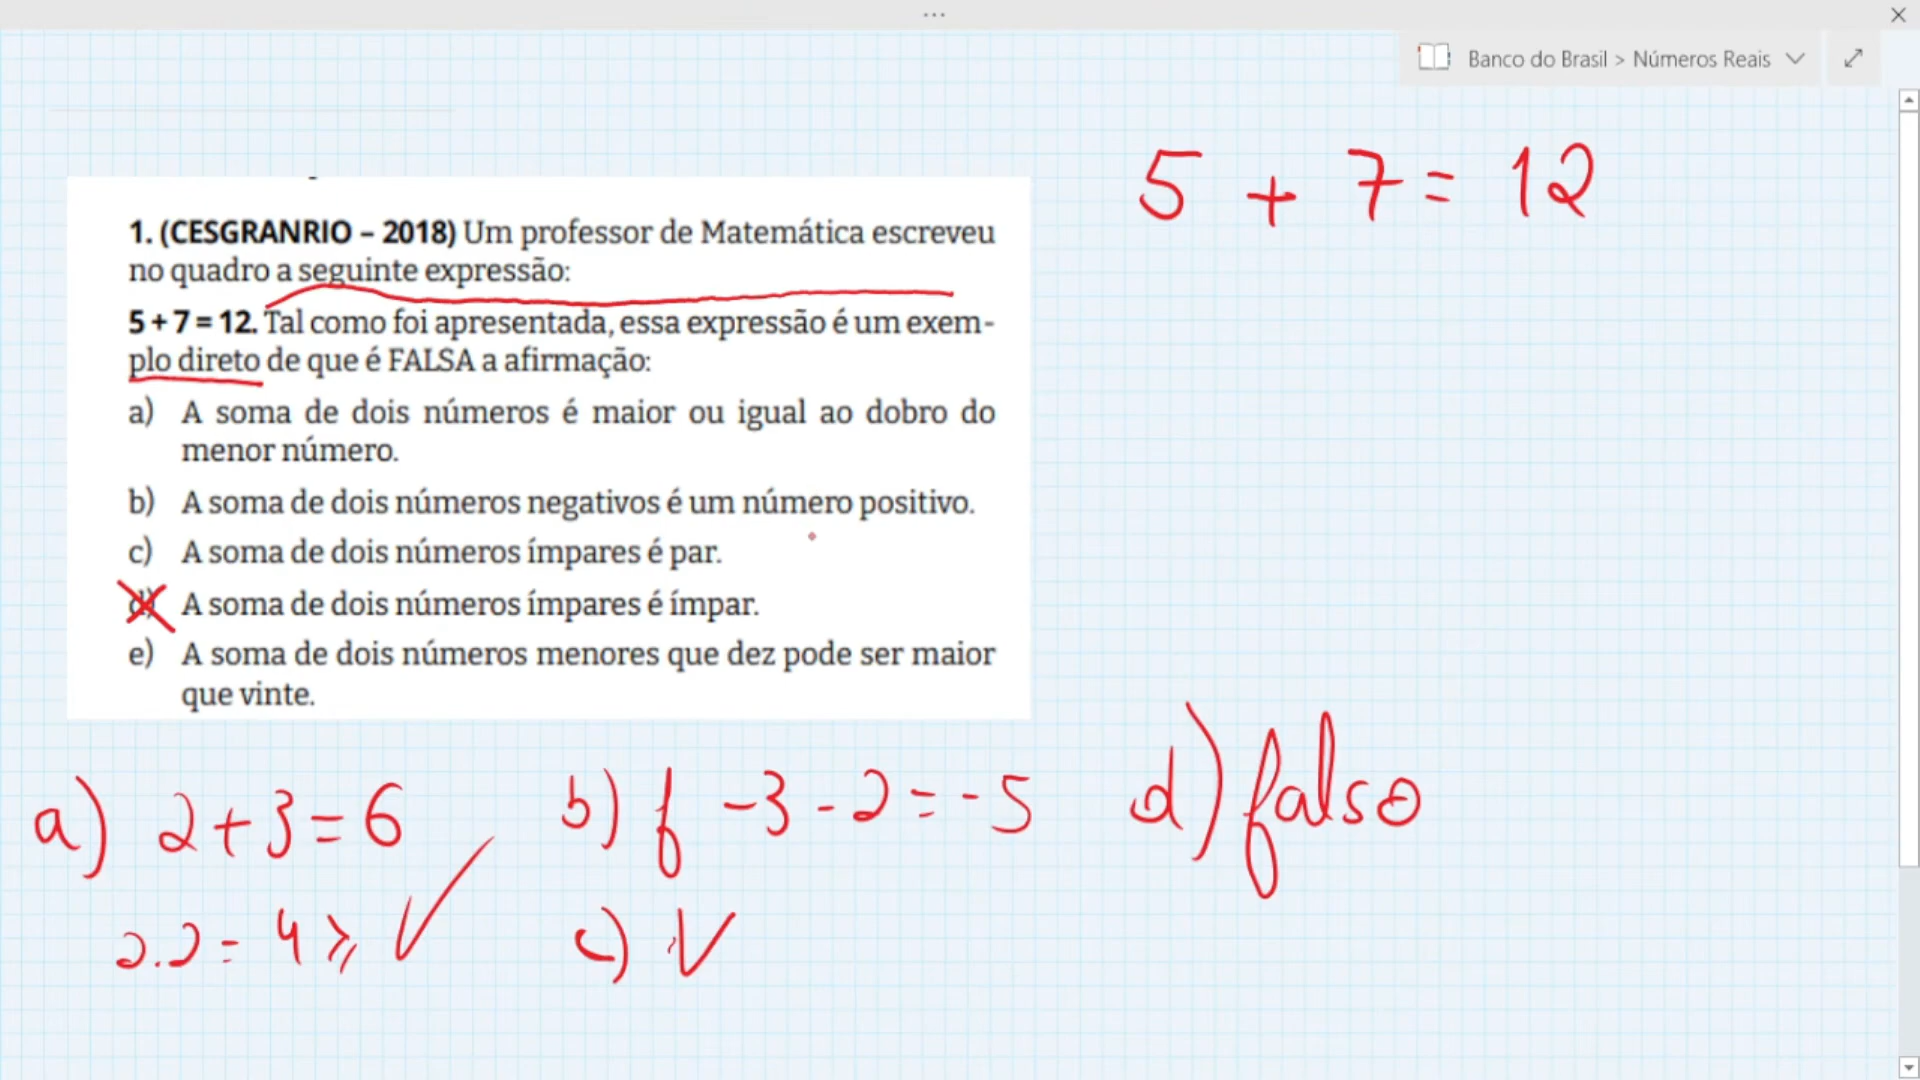 Banco do Brasil > Números Reais
5 + 7 = 12
1. (CESGRANRIO – 2018) Um professor de Matemática escreveu
no quadro a seguinte expressão:
5 + 7 = 12. Tal como foi apresentada, essa expressão é um exem-
plo direto de que é FALSA a afirmação:
a) A soma de dois números é maior ou igual ao dobro do
menor número.
b) A soma de dois números negativos é um número positivo.
c) A soma de dois números ímpares é par.
d) A soma de dois números ímpares é ímpar.
e) A soma de dois números menores que dez pode ser maior
que vinte.
a) 2+3=6
2.2= 4 ≥ V
b) f -3-2=-5
c) V
d) falso